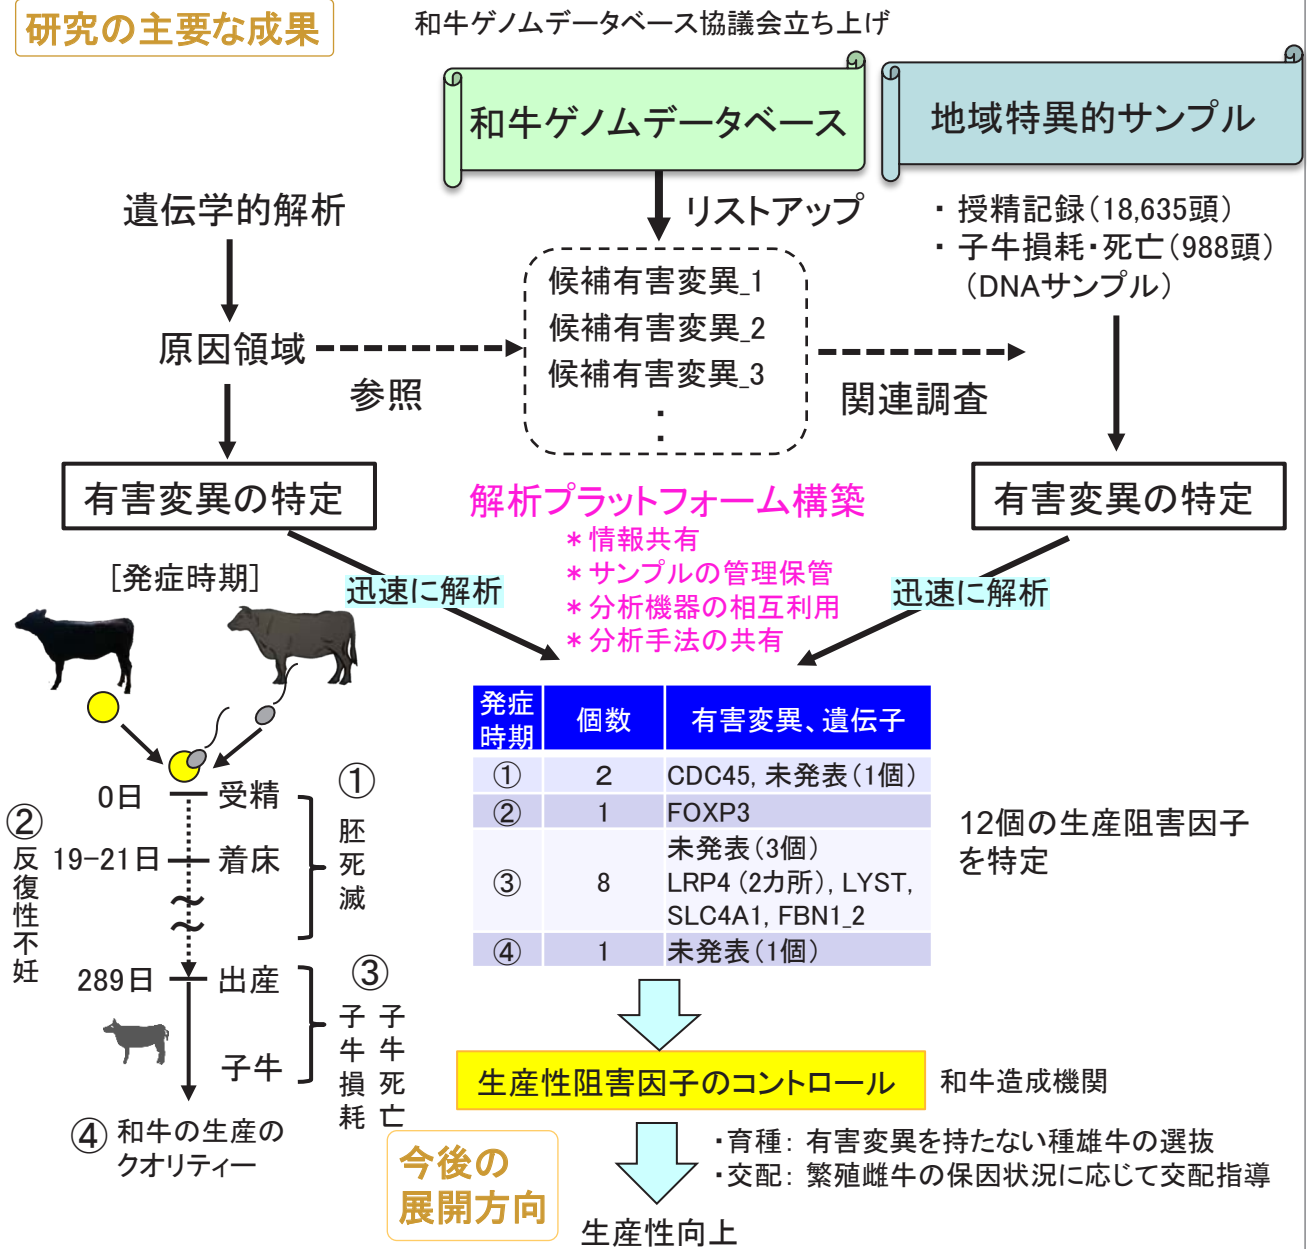 研究の主要な成果
和牛ゲノムデータベース協議会立ち上げ
和牛ゲノムデータベース
地域特異的サンプル
遺伝学的解析
リストアップ
・授精記録（18,635頭）
・子牛損耗・死亡（988頭）
（DNAサンプル）
候補有害変異_1
候補有害変異_2
候補有害変異_3
・
・
原因領域
参照
関連調査
有害変異の特定
解析プラットフォーム構築
＊情報共有
＊サンプルの管理保管
＊分析機器の相互利用
＊分析手法の共有
有害変異の特定
迅速に解析
迅速に解析
[発症時期]
0日 受精
19-21日 着床
289日 出産
子牛
①
胚死滅
②
反復性不妊
③
子牛損耗
子牛死亡
④ 和牛の生産の
クオリティー
発症時期 個数 有害変異、遺伝子
① 2 CDC45, 未発表（1個）
② 1 FOXP3
③ 8 未発表（3個）
LRP4（2カ所）, LYST,
SLC4A1, FBN1_2
④ 1 未発表（1個）
12個の生産阻害因子
を特定
生産性阻害因子のコントロール
和牛造成機関
今後の
展開方向
・育種： 有害変異を持たない種雄牛の選抜
・交配： 繁殖雌牛の保因状況に応じて交配指導
生産性向上